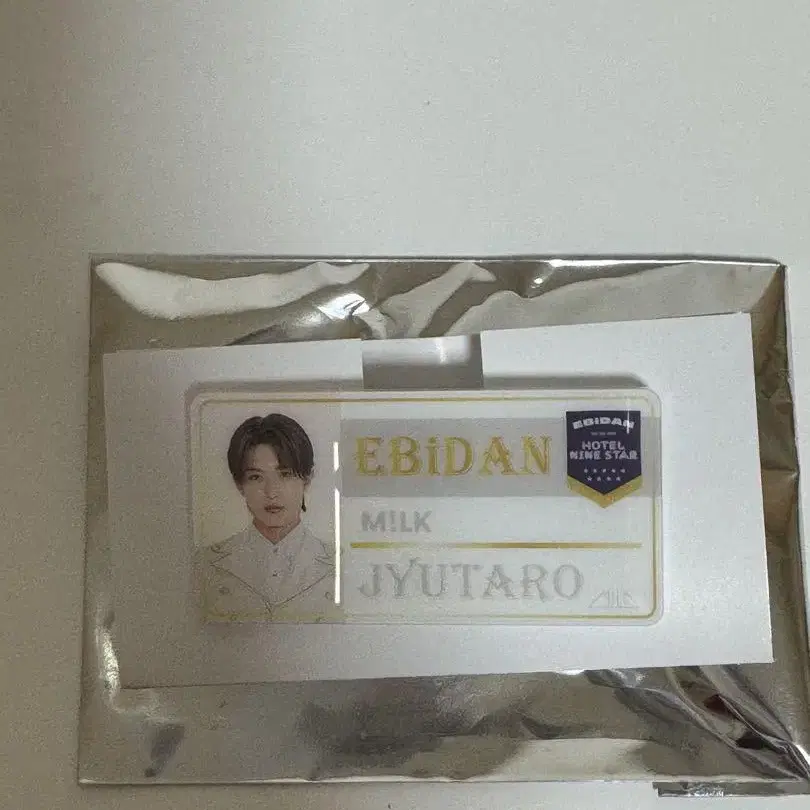 EBiDAN
EBiDAN
HOTEL
NINE STAR
M!LK
JYUTARO